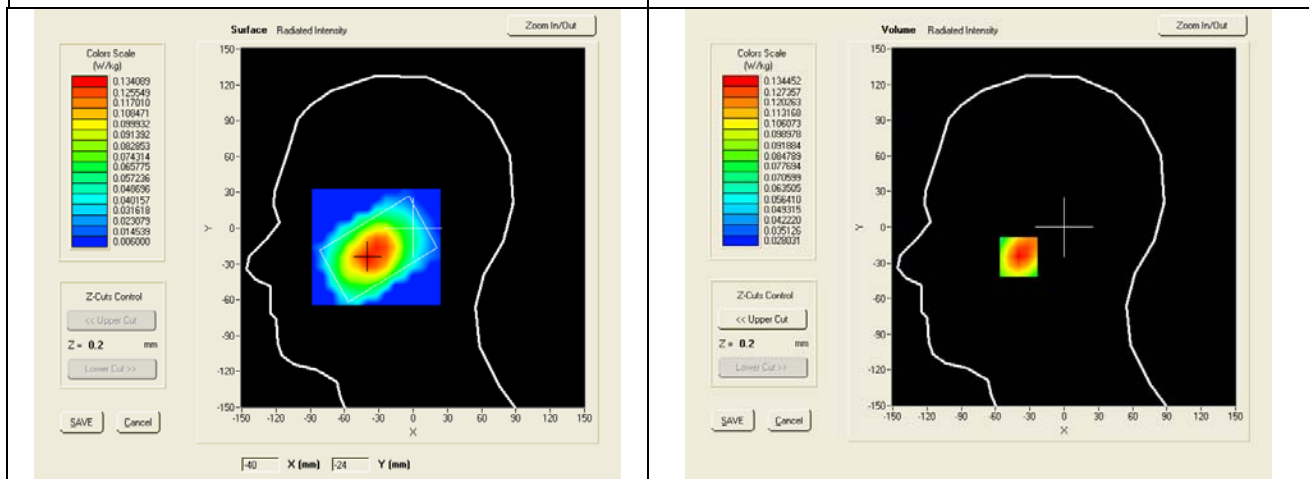 Surface Radiated Intensity
Zoom In/Out
Colors Scale
(W/kg)
0.134089
0.125549
0.117010
0.108471
0.099932
0.091392
0.082853
0.074314
0.065775
0.057236
0.048696
0.040157
0.031618
0.023079
0.014539
0.006000
Z-Cuts Control
<< Upper Cut
Z = 0.2 mm
Lower Cut >>
SAVE Cancel
150
120
90
60
30
0
-30
-60
-90
-120
-150
Y
-150 -120 -90 -60 -30 0 30 60 90 120 150
X
-40 X (mm) -24 Y (mm)
Volume Radiated Intensity
Zoom In/Out
Colors Scale
(W/kg)
0.134452
0.127357
0.120263
0.113168
0.106073
0.098978
0.091884
0.084789
0.077694
0.070599
0.063505
0.056410
0.049315
0.042220
0.035126
0.028031
Z-Cuts Control
<< Upper Cut
Z = 0.2 mm
Lower Cut >>
SAVE Cancel
150
120
90
60
30
0
-30
-60
-90
-120
-150
Y
-150 -120 -90 -60 -30 0 30 60 90 120 150
X